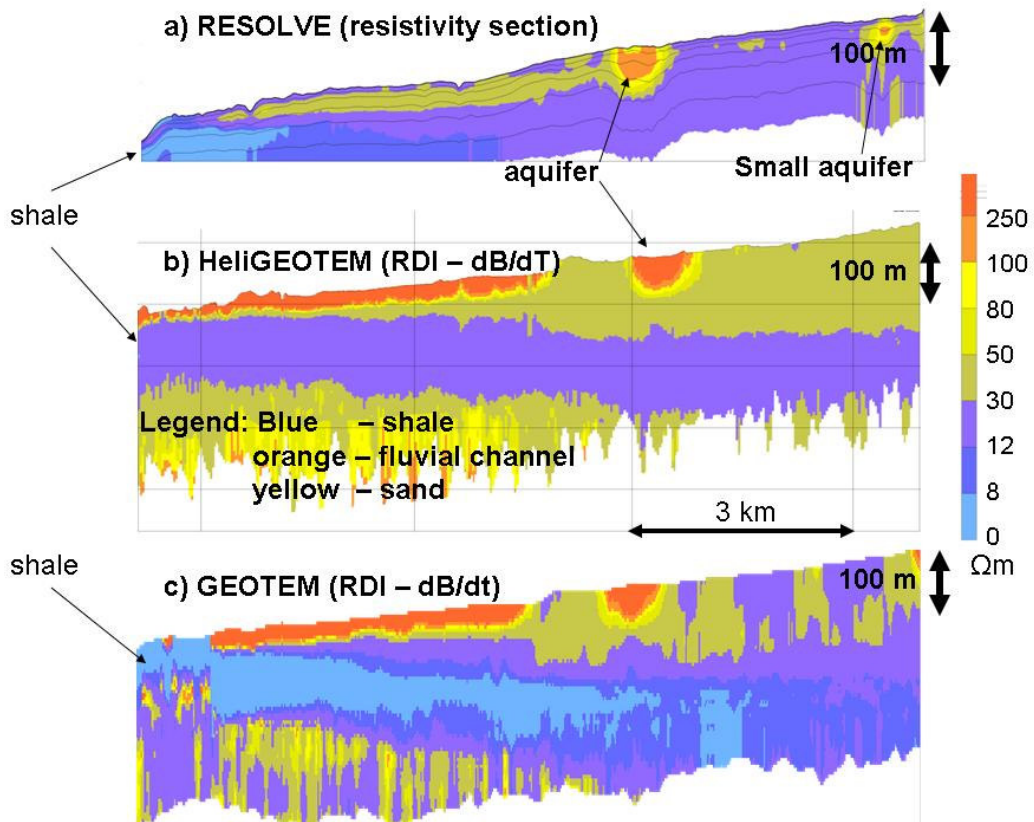 a) RESOLVE (resistivity section)
100 m
aquifer
Small aquifer
shale
b) HeliGEOTEM (RDI – dB/dT)
100 m
Legend: Blue – shale
orange – fluvial channel
yellow – sand
3 km
250
100
80
50
30
12
8
0
Ωm
shale
c) GEOTEM (RDI – dB/dt)
100 m